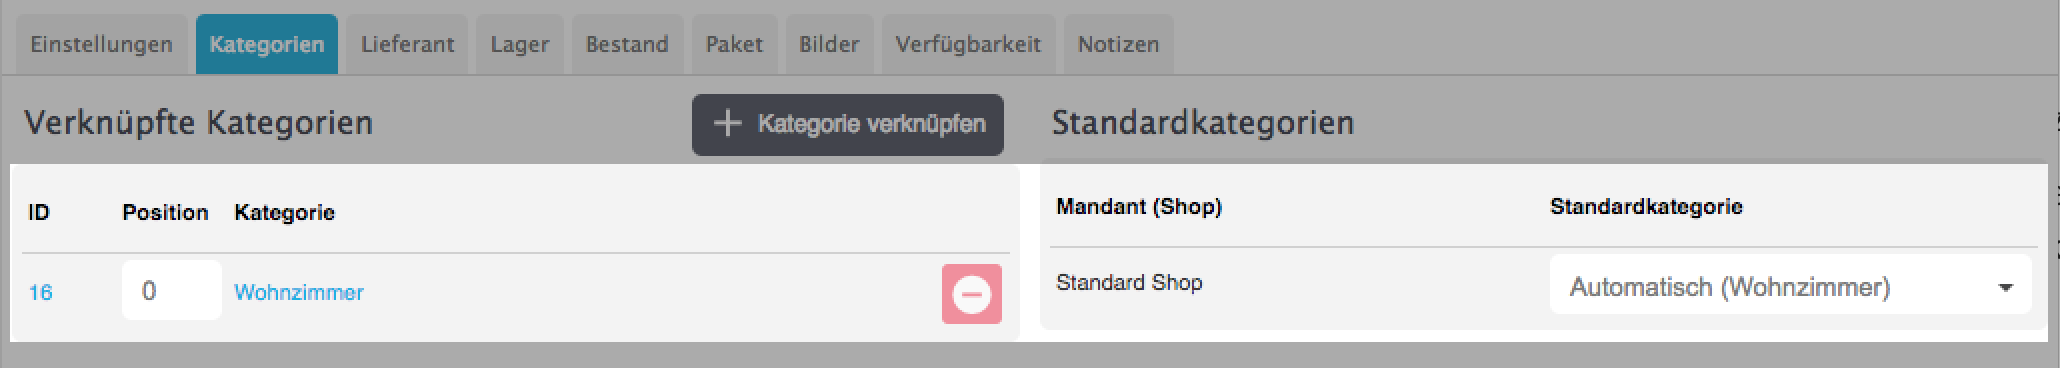 Einstellungen Kategorien Lieferant Lager Bestand Paket Bilder Verfügbarkeit Notizen
Verknüpfte Kategorien + Kategorie verknüpfen Standardkategorien
ID Position Kategorie
Mandant (Shop) Standardkategorie
16 0 Wohnzimmer
Standard Shop Automatisch (Wohnzimmer)